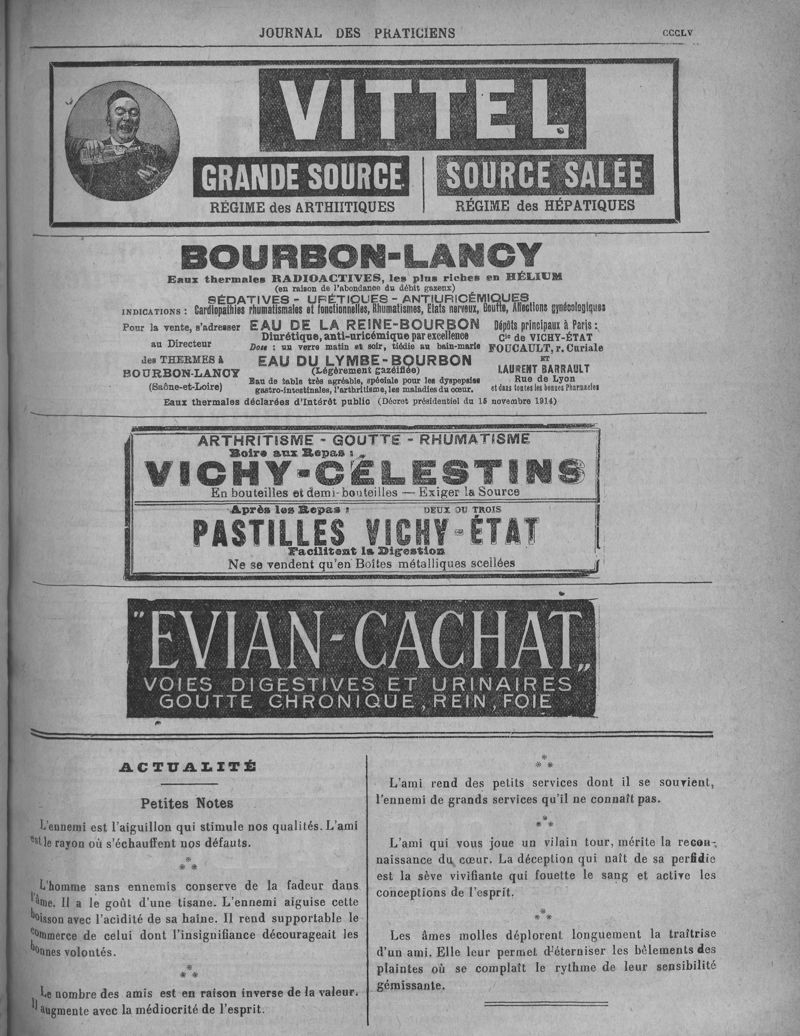 JOURNAL DES PRATICIENS
CCCLV
VITTEL
GRANDE SOURCE
RÉGIME des ARTHIITIQUES
SOURCE SALÉE
RÉGIME des HÉPATIQUES
BOURBON-LANCY
Eaux thermales RADIOACTIVES, les plus riches en HÉLIUM
(en raison de l'abondance du débit gazeux)
SÉDATIVES - URÉTIQUES - ANTIURICÉMIQUES
INDICATIONS : Cardiopathies rhumatismales et fonctionnelles, Rhumatismes, Etats nerveux, Goutte, Affections gynécologiques
Pour la vente, s'adresser
au Directeur
des THERMES à
BOURBON-LANCY
(Saône-et-Loire)
EAU DE LA REINE-BOURBON
Diurétique, anti-uricémique par excellence
Dose : un verre matin et soir, tiédie au bain-marie
EAU DU LYMBE-BOURBON
(Légèrement gazéifiée)
Eau de table très agréable, spéciale pour les dyspepsies
gastro-intestinales, l'arthritisme, les maladies du cœur.
Dépôts principaux à Paris :
Cie de VICHY-ÉTAT
FOUCAULT, r. Curiale
ET
LAURENT BARRAULT
Rue de Lyon
et dans toutes les bonnes Pharmacies
Eaux thermales déclarées d'Intérêt public (Décret présidentiel du 15 novembre 1914)
ARTHRITISME - GOUTTE - RHUMATISME
Boire aux Repas :
VICHY-CÉLESTINS
En bouteilles et demi-bouteilles — Exiger la Source
Après les Repas : DEUX OU TROIS
PASTILLES VICHY-ÉTAT
Facilitent la Digestion
Ne se vendent qu'en Boîtes métalliques scellées
"EVIAN-CACHAT„
VOIES DIGESTIVES ET URINAIRES
GOUTTE CHRONIQUE, REIN, FOIE
ACTUALITÉ
Petites Notes
L'ennemi est l'aiguillon qui stimule nos qualités. L'ami
est le rayon où s'échauffent nos défauts.
*
* *
L'homme sans ennemis conserve de la fadeur dans
l'âme. Il a le goût d'une tisane. L'ennemi aiguise cette
boisson avec l'acidité de sa haine. Il rend supportable le
commerce de celui dont l'insignifiance décourageait les
bonnes volontés.
*
* *
Le nombre des amis est en raison inverse de la valeur.
Il augmente avec la médiocrité de l'esprit.
*
* *
L'ami rend des petits services dont il se souvient,
l'ennemi de grands services qu'il ne connaît pas.
*
* *
L'ami qui vous joue un vilain tour, mérite la recon-
naissance du cœur. La déception qui naît de sa perfidie
est la sève vivifiante qui fouette le sang et active les
conceptions de l'esprit.
*
* *
Les âmes molles déplorent longuement la traîtrise
d'un ami. Elle leur permet d'éterniser les bêlements des
plaintes où se complaît le rythme de leur sensibilité
gémissante.